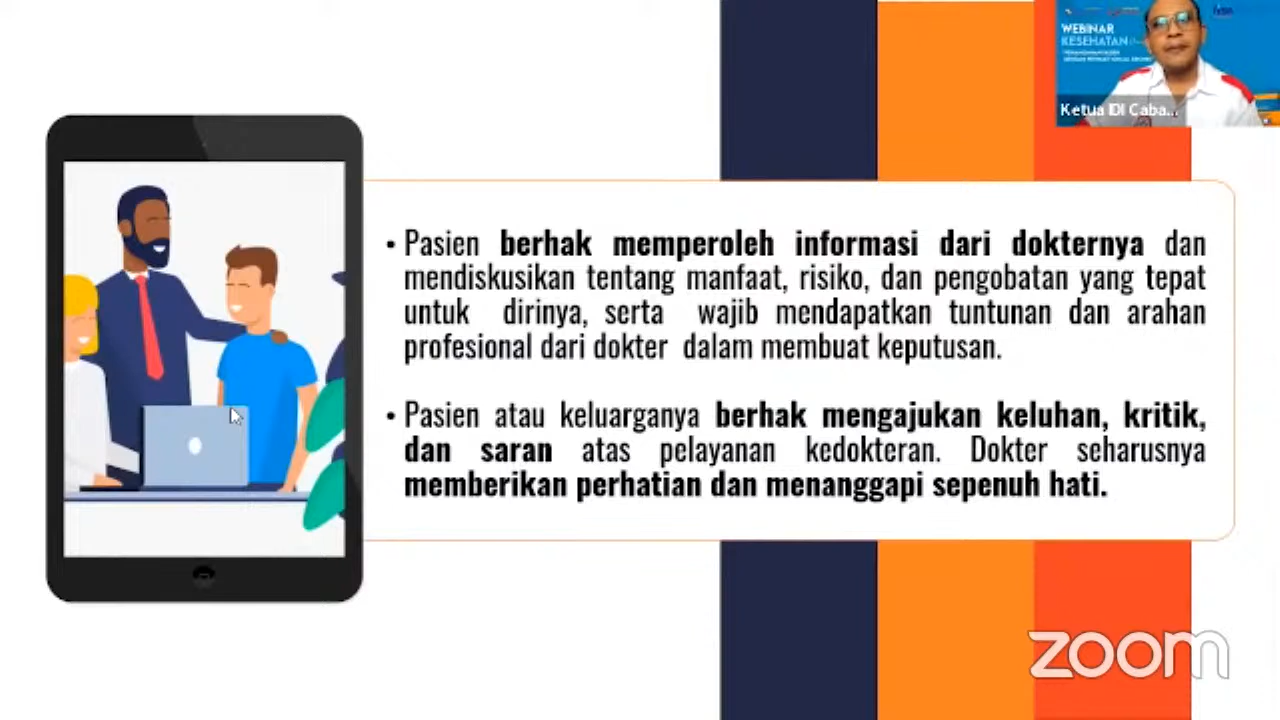 WEBINAR
KESEHATAN
Ketua IDI Caba...
• Pasien berhak memperoleh informasi dari dokternya dan
mendiskusikan tentang manfaat, risiko, dan pengobatan yang tepat
untuk dirinya, serta wajib mendapatkan tuntunan dan arahan
profesional dari dokter dalam membuat keputusan.
• Pasien atau keluarganya berhak mengajukan keluhan, kritik,
dan saran atas pelayanan kedokteran. Dokter seharusnya
memberikan perhatian dan menanggapi sepenuh hati.
zoom